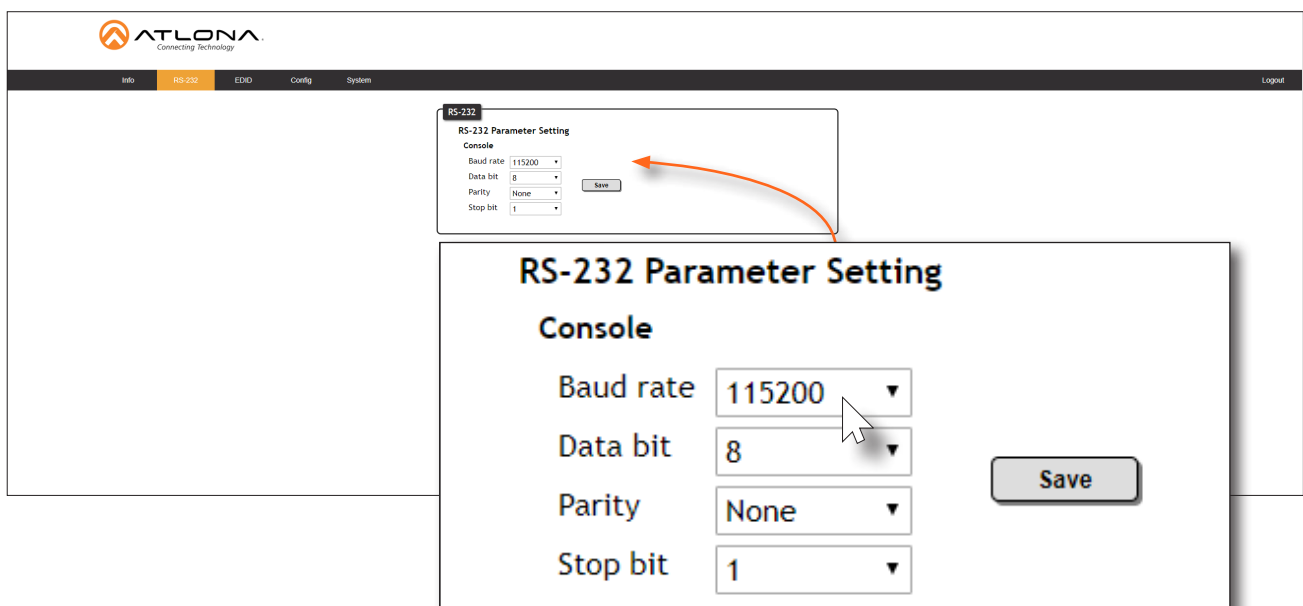 ATLONA.
Connecting Technology
Info RS-232 EDID Config System Logout
RS-232
RS-232 Parameter Setting
Console
Baud rate 115200
Data bit 8
Save
Parity None
Stop bit 1
RS-232 Parameter Setting
Console
Baud rate 115200
Data bit 8
Save
Parity None
Stop bit 1